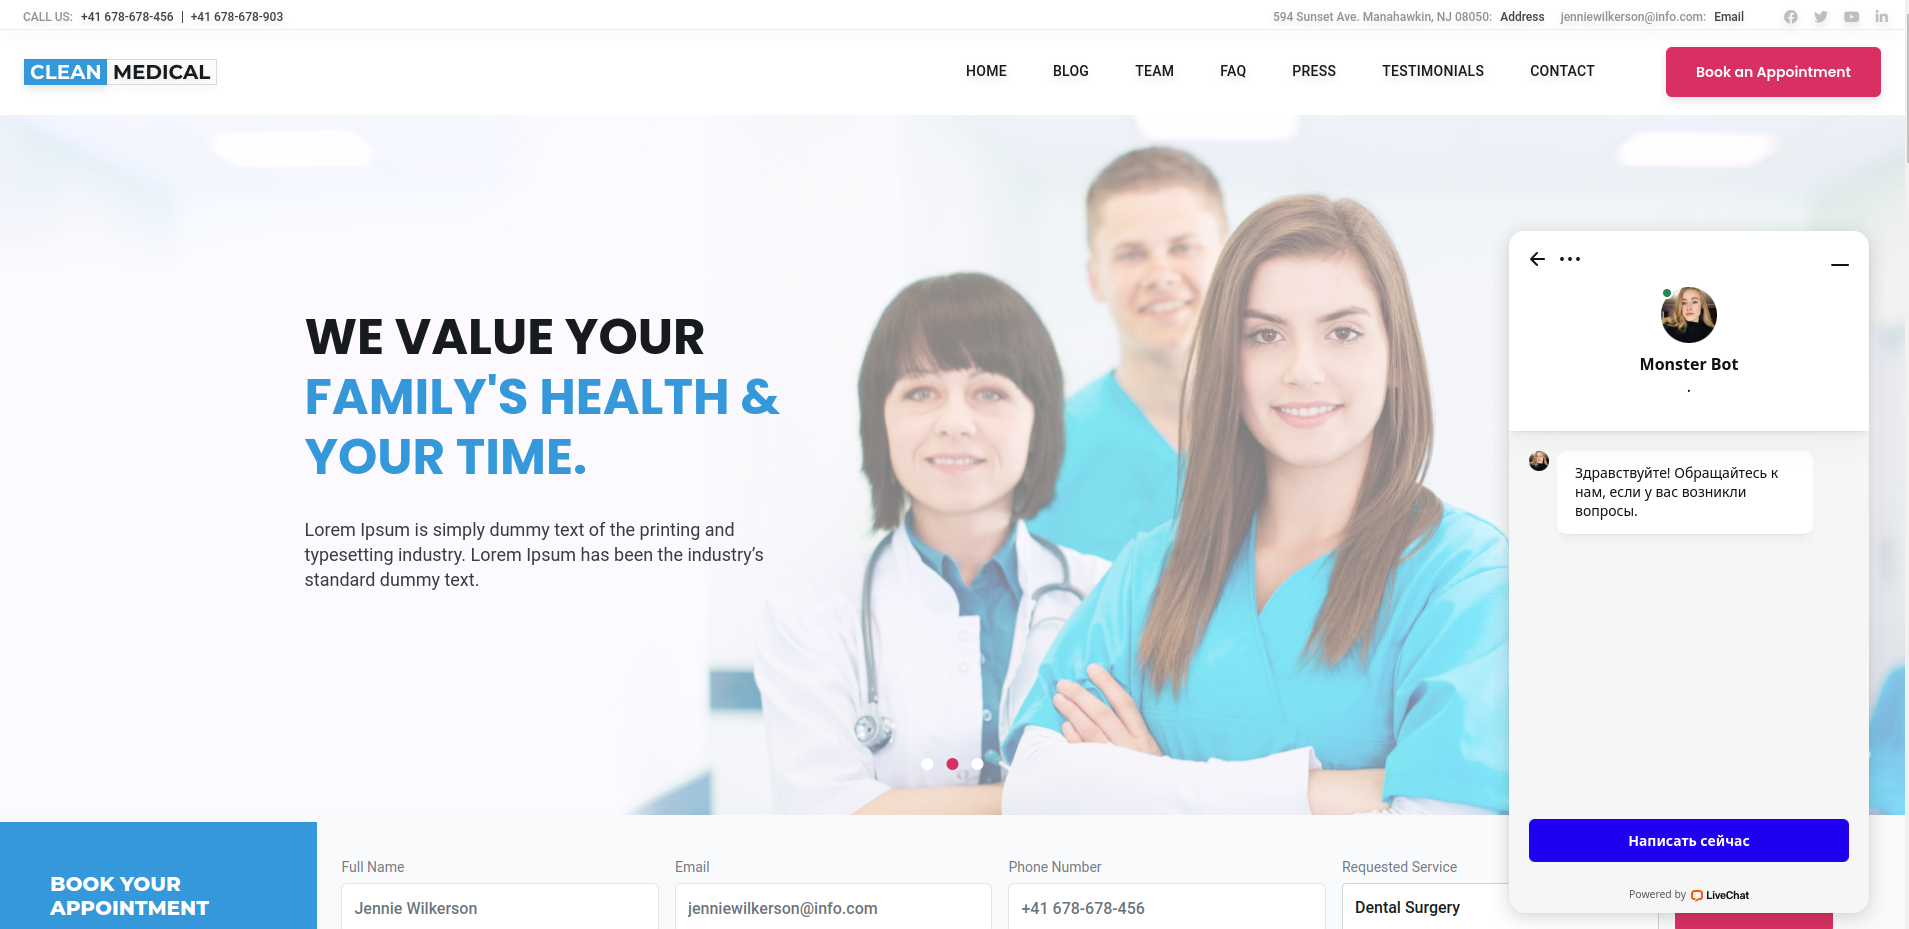 CALL US: +41 678-678-456 | +41 678-678-903
594 Sunset Ave. Manahawkin, NJ 08050: Address jenniewilkerson@info.com: Email
CLEAN MEDICAL
HOME BLOG TEAM FAQ PRESS TESTIMONIALS CONTACT
Book an Appointment
WE VALUE YOUR
FAMILY'S HEALTH &
YOUR TIME.
Lorem Ipsum is simply dummy text of the printing and
typesetting industry. Lorem Ipsum has been the industry’s
standard dummy text.
Monster Bot
.
Здравствуйте! Обращайтесь к
нам, если у вас возникли
вопросы.
Написать сейчас
Powered by LiveChat
BOOK YOUR
APPOINTMENT
Full Name
Jennie Wilkerson
Email
jenniewilkerson@info.com
Phone Number
+41 678-678-456
Requested Service
Dental Surgery